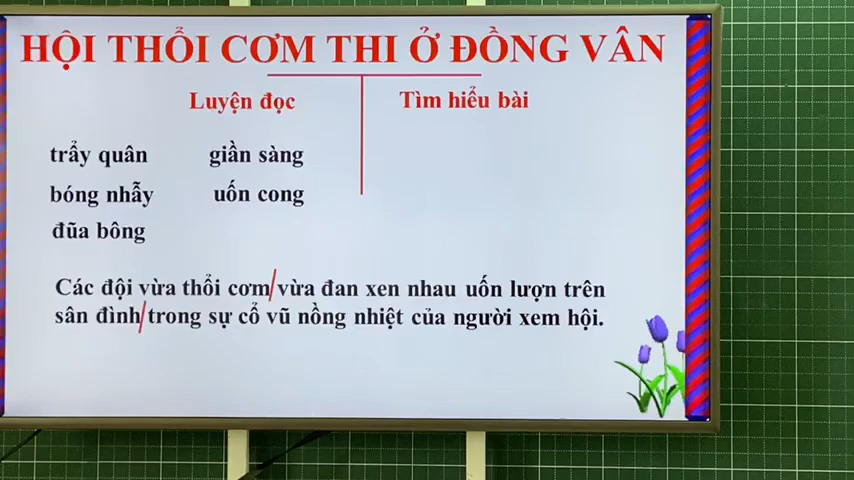 HỘI THỔI CƠM THI Ở ĐỒNG VÂN
Luyện đọc
Tìm hiểu bài
trẩy quân giần sàng
bóng nhẫy uốn cong
đũa bông
Các đội vừa thổi cơm/vừa đan xen nhau uốn lượn trên
sân đình/trong sự cổ vũ nồng nhiệt của người xem hội.